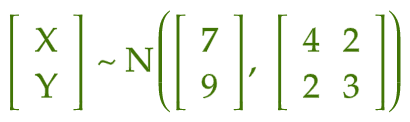 [X Y] ~ N([7 9], [4 2 2 3])